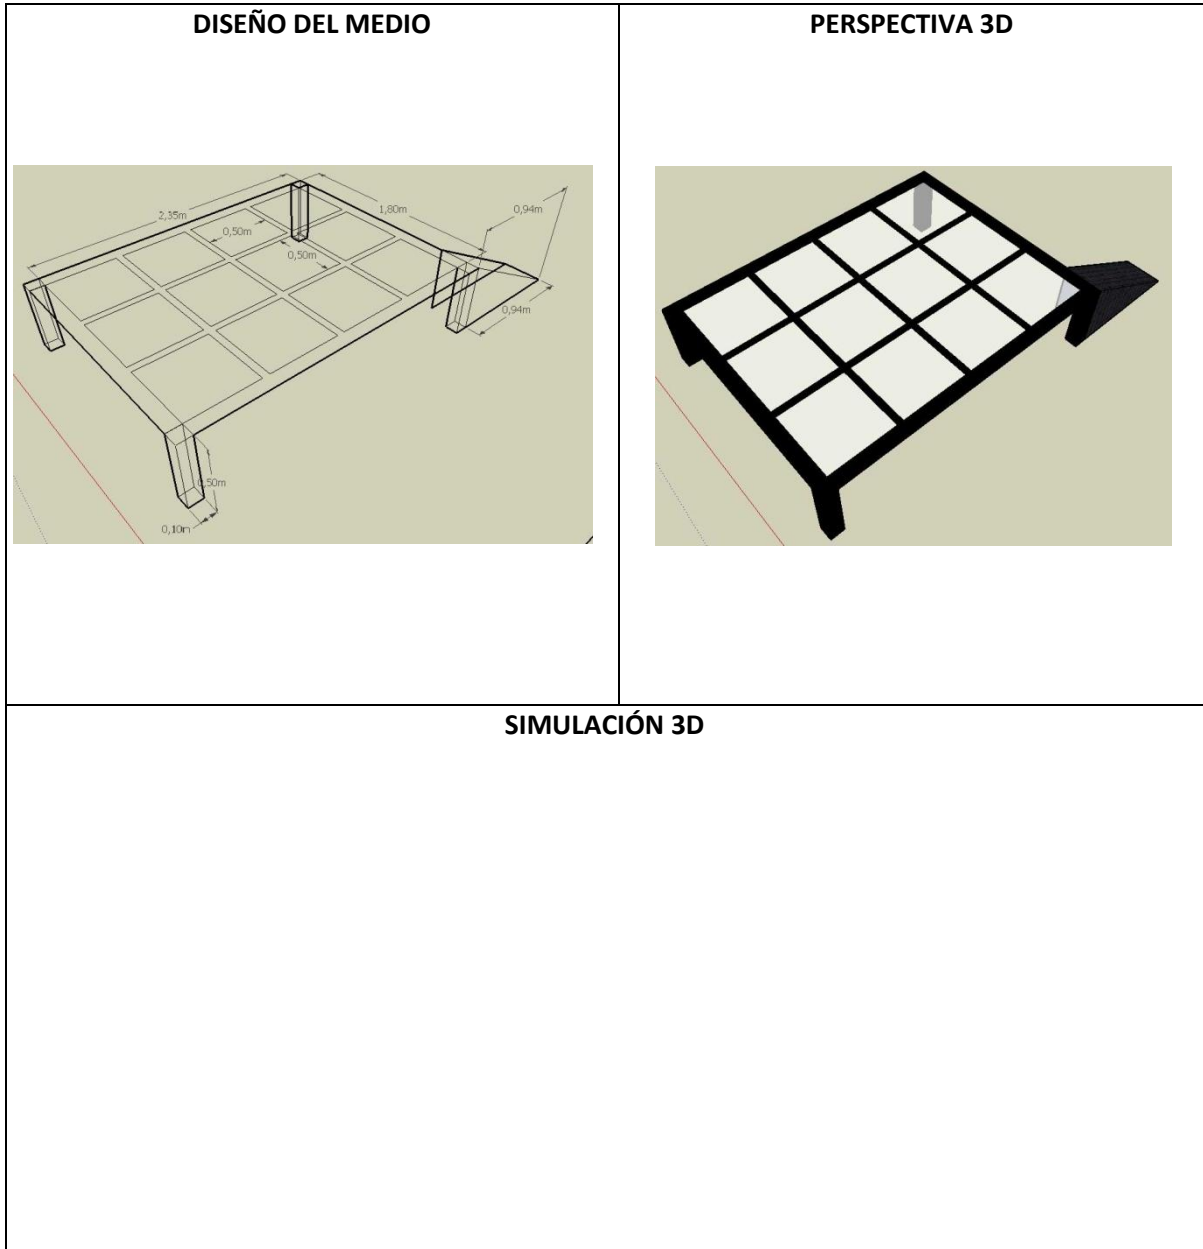 DISEÑO DEL MEDIO
PERSPECTIVA 3D
2,35m
1,80m
0,94m
0,50m
0,50m
0,94m
0,50m
0,10m
SIMULACIÓN 3D